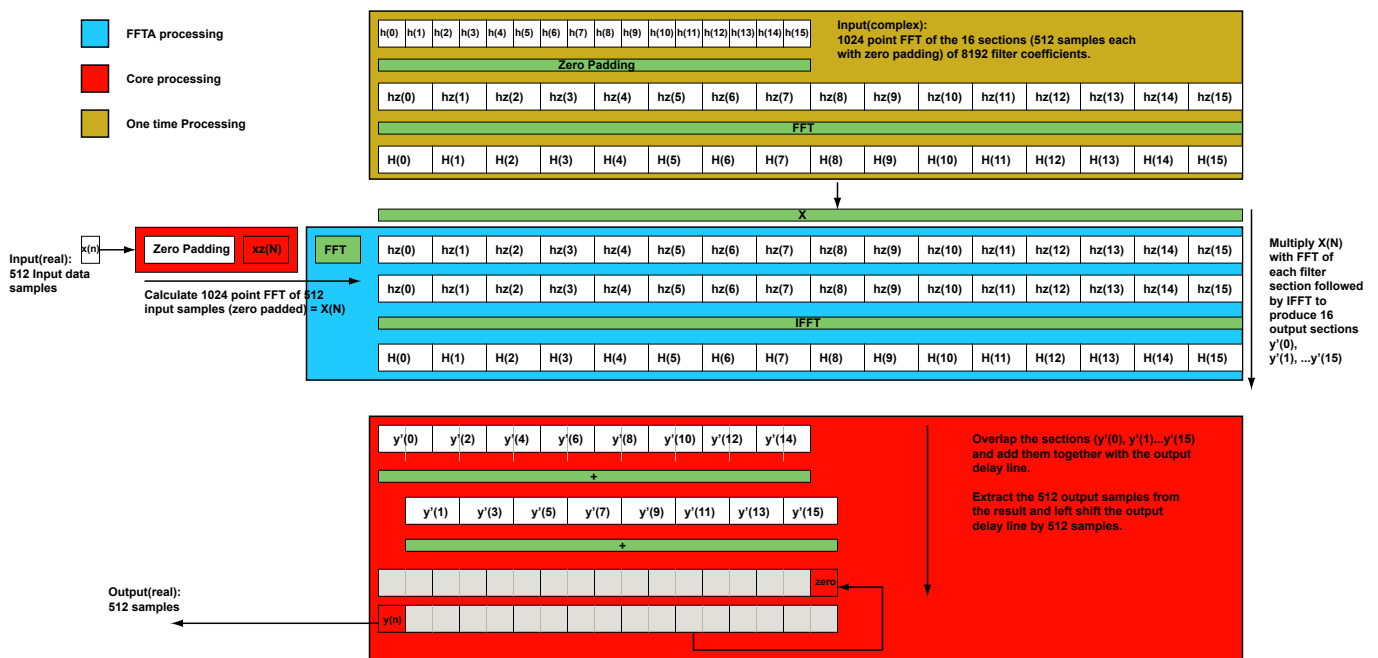 FFTA processing
Core processing
One time Processing
h(0) h(1) h(2) h(3) h(4) h(5) h(6) h(7) h(8) h(9) h(10) h(11) h(12) h(13) h(14) h(15)
Input(complex):
1024 point FFT of the 16 sections (512 samples each
with zero padding) of 8192 filter coefficients.
Zero Padding
hz(0) hz(1) hz(2) hz(3) hz(4) hz(5) hz(6) hz(7) hz(8) hz(9) hz(10) hz(11) hz(12) hz(13) hz(14) hz(15)
FFT
H(0) H(1) H(2) H(3) H(4) H(5) H(6) H(7) H(8) H(9) H(10) H(11) H(12) H(13) H(14) H(15)
X
Input(real):
512 Input data
samples
x(n)
Zero Padding
xz(N)
Calculate 1024 point FFT of 512
input samples (zero padded) = X(N)
FFT
hz(0) hz(1) hz(2) hz(3) hz(4) hz(5) hz(6) hz(7) hz(8) hz(9) hz(10) hz(11) hz(12) hz(13) hz(14) hz(15)
hz(0) hz(1) hz(2) hz(3) hz(4) hz(5) hz(6) hz(7) hz(8) hz(9) hz(10) hz(11) hz(12) hz(13) hz(14) hz(15)
IFFT
H(0) H(1) H(2) H(3) H(4) H(5) H(6) H(7) H(8) H(9) H(10) H(11) H(12) H(13) H(14) H(15)
Multiply X(N)
with FFT of
each filter
section followed
by IFFT to
produce 16
output sections
y’(0),
y’(1), ...y’(15)
y’(0) y’(2) y’(4) y’(6) y’(8) y’(10) y’(12) y’(14)
+
y’(1) y’(3) y’(5) y’(7) y’(9) y’(11) y’(13) y’(15)
+
zero
y(n)
Overlap the sections (y’(0), y’(1)...y’(15)
and add them together with the output
delay line.
Extract the 512 output samples from
the result and left shift the output
delay line by 512 samples.
Output(real):
512 samples